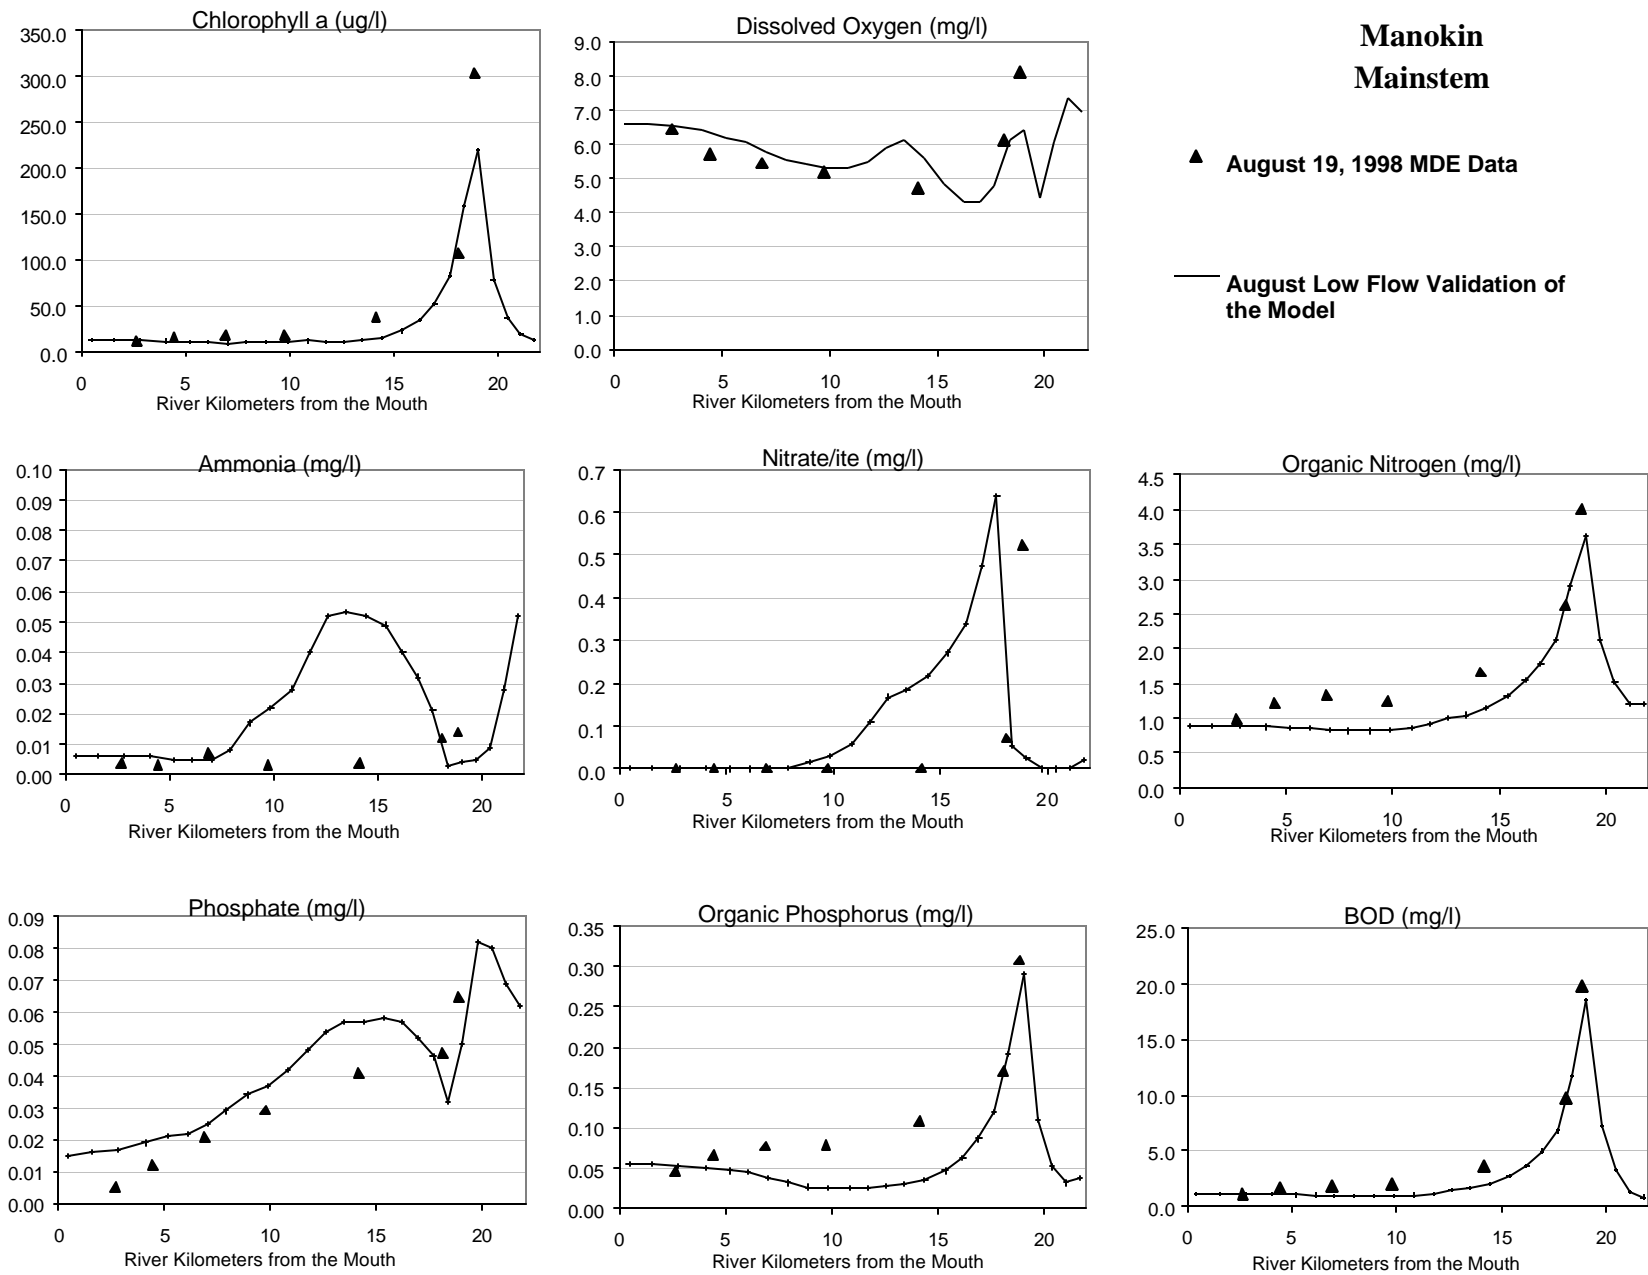 Chlorophyll a (ug/l)
350.0
300.0
250.0
200.0
150.0
100.0
50.0
0.0
0 5 10 15 20
River Kilometers from the Mouth
Dissolved Oxygen (mg/l)
9.0
8.0
7.0
6.0
5.0
4.0
3.0
2.0
1.0
0.0
0 5 10 15 20
River Kilometers from the Mouth
Manokin
Mainstem
August 19, 1998 MDE Data
August Low Flow Validation of
the Model
Ammonia (mg/l)
0.10
0.09
0.08
0.07
0.06
0.05
0.04
0.03
0.02
0.01
0.00
0 5 10 15 20
River Kilometers from the Mouth
Nitrate/ite (mg/l)
0.7
0.6
0.5
0.4
0.3
0.2
0.1
0.0
0 5 10 15 20
River Kilometers from the Mouth
Organic Nitrogen (mg/l)
4.5
4.0
3.5
3.0
2.5
2.0
1.5
1.0
0.5
0.0
0 5 10 15 20
River Kilometers from the Mouth
Phosphate (mg/l)
0.09
0.08
0.07
0.06
0.05
0.04
0.03
0.02
0.01
0.00
0 5 10 15 20
River Kilometers from the Mouth
Organic Phosphorus (mg/l)
0.35
0.30
0.25
0.20
0.15
0.10
0.05
0.00
0 5 10 15 20
River Kilometers from the Mouth
BOD (mg/l)
25.0
20.0
15.0
10.0
5.0
0.0
0 5 10 15 20
River Kilometers from the Mouth